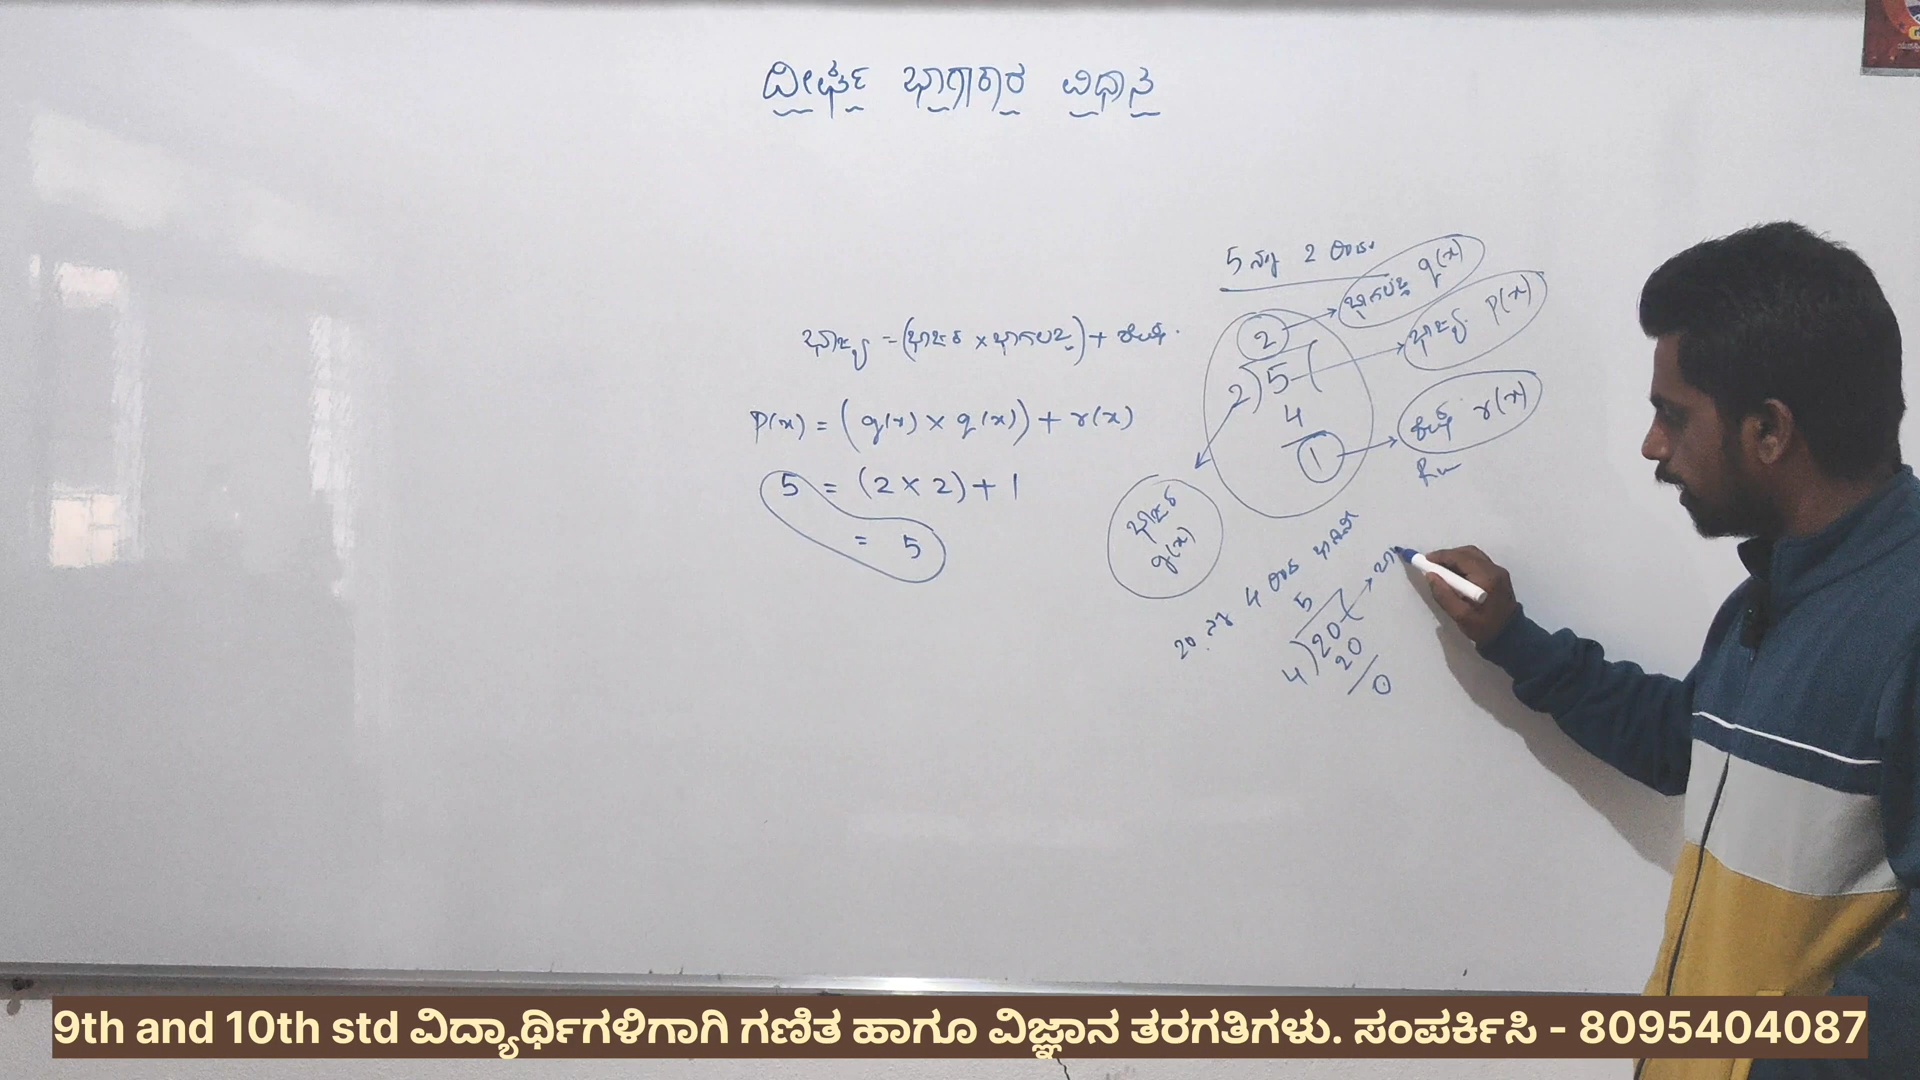 ದೀರ್ಘ ಭಾಗಾಕಾರ ವಿಧಾನ
5 ನ್ನು 2 ರಿಂದ
ಭಾಜ್ಯ = (ಭಾಜಕ × ಭಾಗಲಬ್ಧ) + ಶೇಷ.
P(x) = (g(x) × q(x)) + r(x)
5 = (2 × 2) + 1
= 5
2
2) 5 (
4
1
ಭಾಗಲಬ್ಧ q(x)
ಭಾಜ್ಯ. P(x)
ಶೇಷ r(x)
ಭಾಜಕ
g(x)
20 ನ್ನು 4 ರಿಂದ
5
4) 20 (
20
0
9th and 10th std ವಿದ್ಯಾರ್ಥಿಗಳಿಗಾಗಿ ಗಣಿತ ಹಾಗೂ ವಿಜ್ಞಾನ ತರಗತಿಗಳು. ಸಂಪರ್ಕಿಸಿ - 8095404087